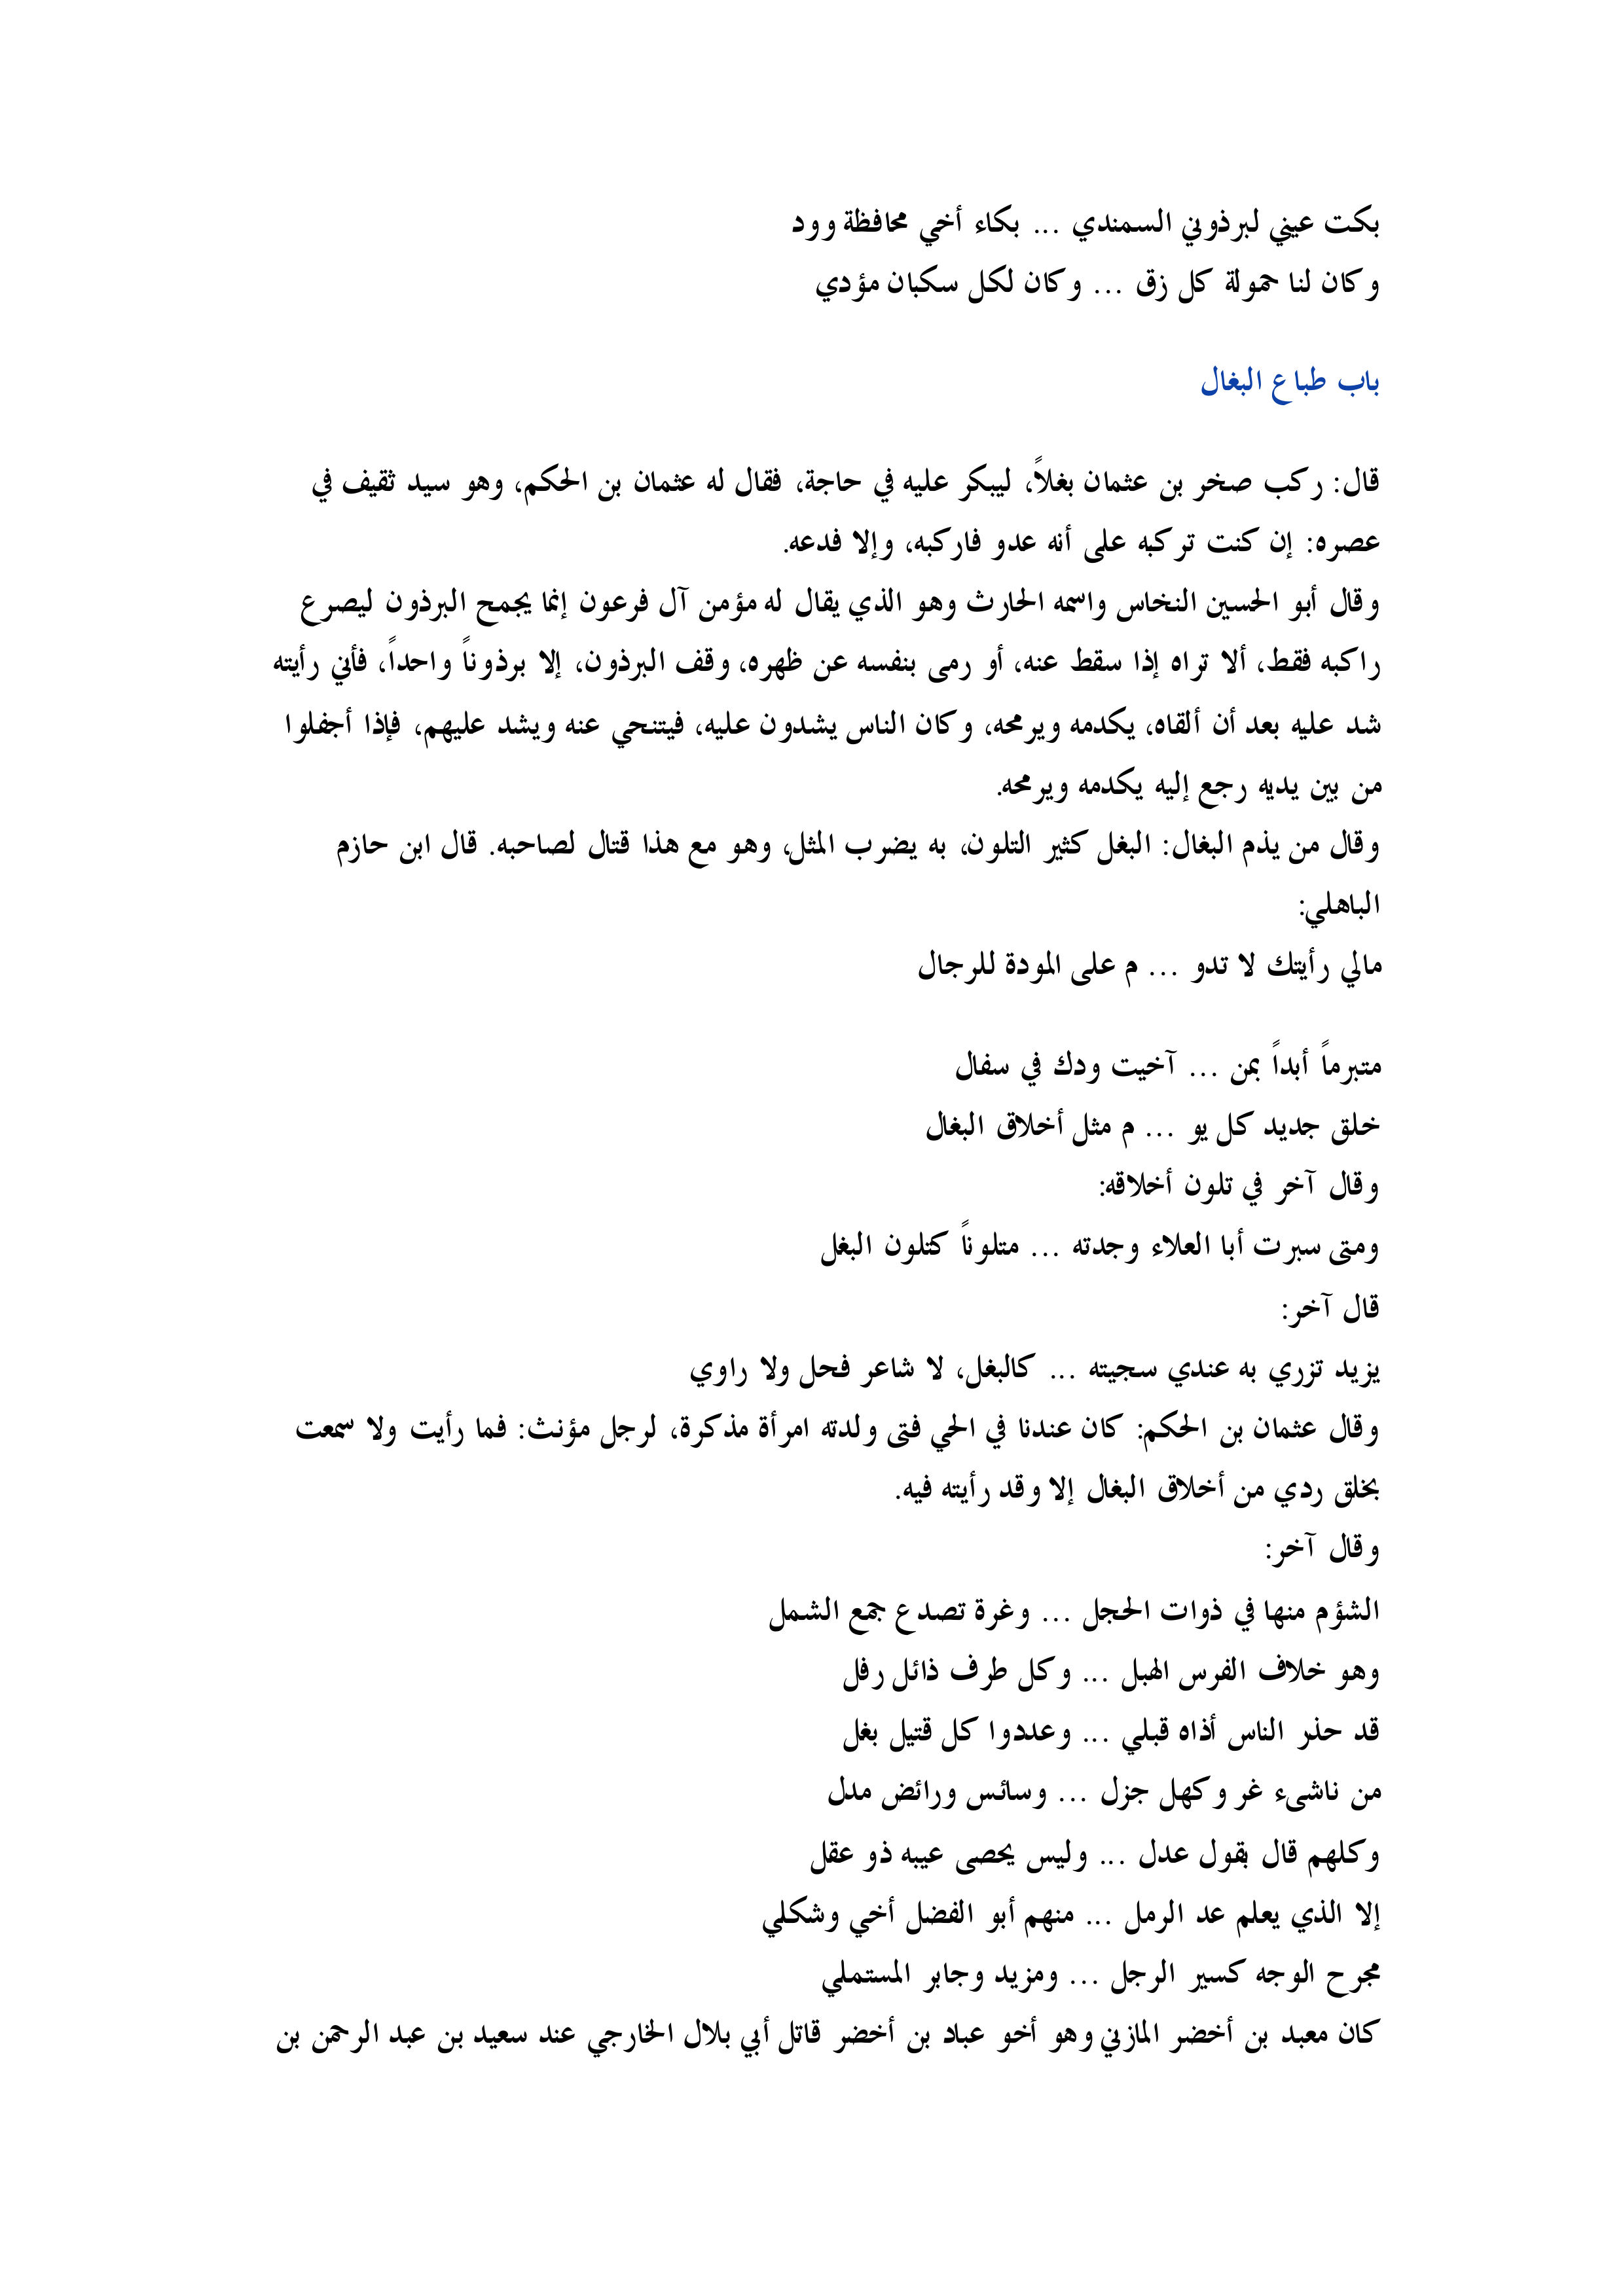 بكت عيني لبرذوني السمندي ... بكاء أخي محافظة وود
وكان لنا حمولة كل زق ... وكان لكل سكبان مؤدي
باب طباع البغال
قال: ركب صخر بن عثمان بغلاً، ليبكر عليه في حاجة، فقال له عثمان بن الحكم، وهو سيد ثقيف في
عصره: إن كنت تركبه على أنه عدو فاركبه، وإلا فدعه.
وقال أبو الحسين النخاس واسمه الحارث وهو الذي يقال له مؤمن آل فرعون إنما يجمح البرذون ليصرع
راكبه فقط، ألا تراه إذا سقط عنه، أو رمى بنفسه عن ظهره، وقف البرذون، إلا برذوناً واحداً، فأني رأيته
شد عليه بعد أن ألقاه، يكدمه ويرمحه، وكان الناس يشدون عليه، فيتنحي عنه ويشد عليهم، فإذا أجفلوا
من بين يديه رجع إليه يكدمه ويرمحه.
وقال من يذم البغال: البغل كثير التلون، به يضرب المثل، وهو مع هذا قتال لصاحبه. قال ابن حازم
الباهلي:
مالي رأيتك لا تدو ... م على المودة للرجال
متبرماً أبداً بمن ... آخيت ودك في سفال
خلق جديد كل يو ... م مثل أخلاق البغال
وقال آخر في تلون أخلاقه:
ومتى سبرت أبا العلاء وجدته ... متلوناً كتلون البغل
قال آخر:
يزيد تزري به عندي سجيته ... كالبغل، لا شاعر فحل ولا راوي
وقال عثمان بن الحكم: كان عندنا في الحي فتى ولدته امرأة مذكرة، لرجل مؤنث: فما رأيت ولا سمعت
بخلق ردي من أخلاق البغال إلا وقد رأيته فيه.
وقال آخر:
الشؤم منها في ذوات الحجل ... وغرة تصدع جمع الشمل
وهو خلاف الفرس الهبل ... وكل طرف ذائل رفل
قد حذر الناس أذاه قبلي ... وعددوا كل قتيل بغل
من ناشىء غر وكهل جزل ... وسائس ورائض مدل
وكلهم قال بقول عدل ... وليس يحصى عيبه ذو عقل
إلا الذي يعلم عد الرمل ... منهم أبو الفضل أخي وشكلي
مجرح الوجه كسير الرجل ... ومزيد وجابر المستملي
كان معبد بن أخضر المازني وهو أخو عباد بن أخضر قاتل أبي بلال الخارجي عند سعيد بن عبد الرحمن بن